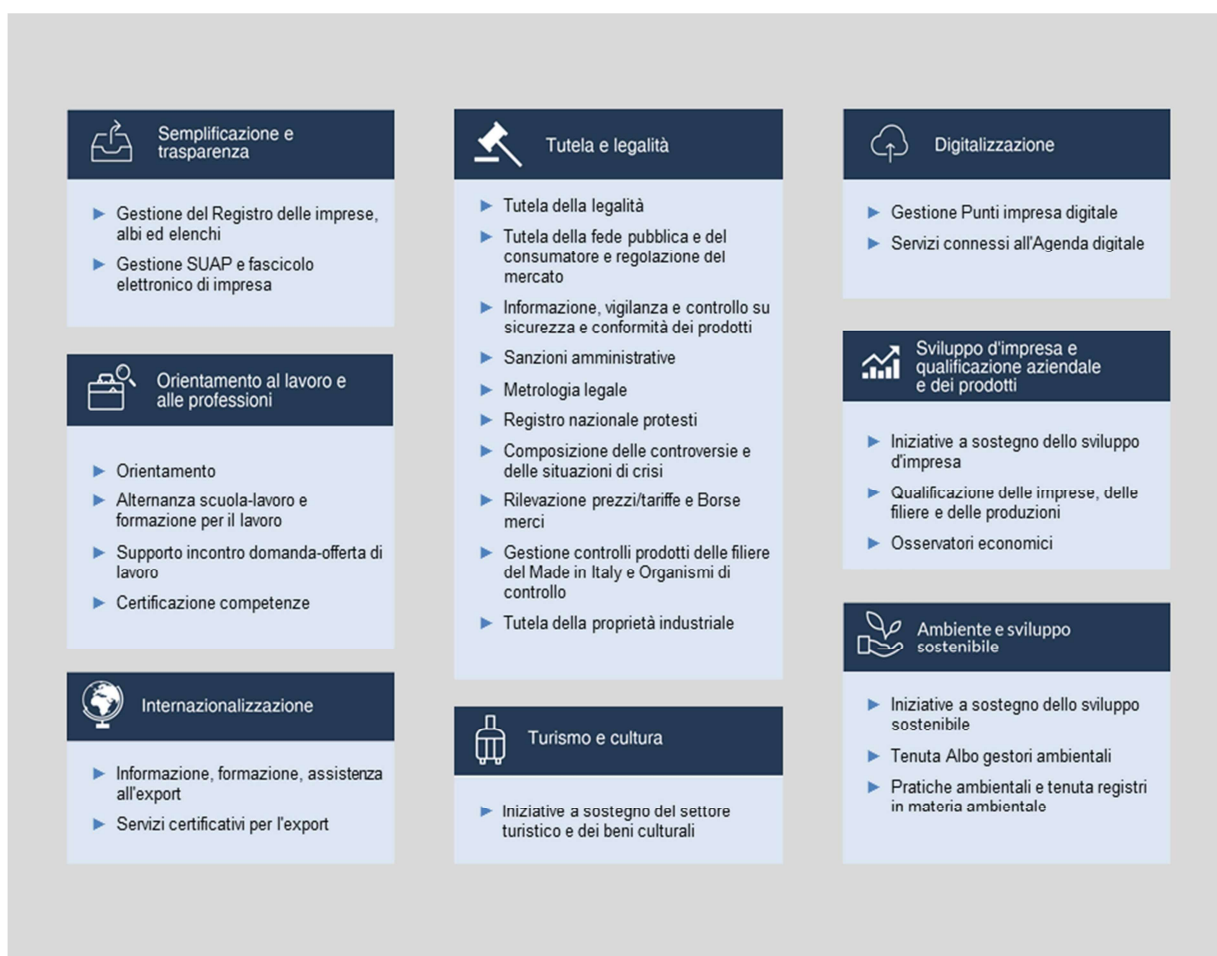 Semplificazione e
trasparenza
Gestione del Registro delle imprese,
albi ed elenchi
Gestione SUAP e fascicolo
elettronico di impresa
Orientamento al lavoro e
alle professioni
Orientamento
Alternanza scuola-lavoro e
formazione per il lavoro
Supporto incontro domanda-offerta di
lavoro
Certificazione competenze
Internazionalizzazione
Informazione, formazione, assistenza
all'export
Servizi certificativi per l'export
Tutela e legalità
Tutela della legalità
Tutela della fede pubblica e del
consumatore e regolazione del
mercato
Informazione, vigilanza e controllo su
sicurezza e conformità dei prodotti
Sanzioni amministrative
Metrologia legale
Registro nazionale protesti
Composizione delle controversie e
delle situazioni di crisi
Rilevazione prezzi/tariffe e Borse
merci
Gestione controlli prodotti delle filiere
del Made in Italy e Organismi di
controllo
Tutela della proprietà industriale
Turismo e cultura
Iniziative a sostegno del settore
turistico e dei beni culturali
Digitalizzazione
Gestione Punti impresa digitale
Servizi connessi all'Agenda digitale
Sviluppo d'impresa e
qualificazione aziendale
e dei prodotti
Iniziative a sostegno dello sviluppo
d'impresa
Qualificazione delle imprese, delle
filiere e delle produzioni
Osservatori economici
Ambiente e sviluppo
sostenibile
Iniziative a sostegno dello sviluppo
sostenibile
Tenuta Albo gestori ambientali
Pratiche ambientali e tenuta registri
in materia ambientale